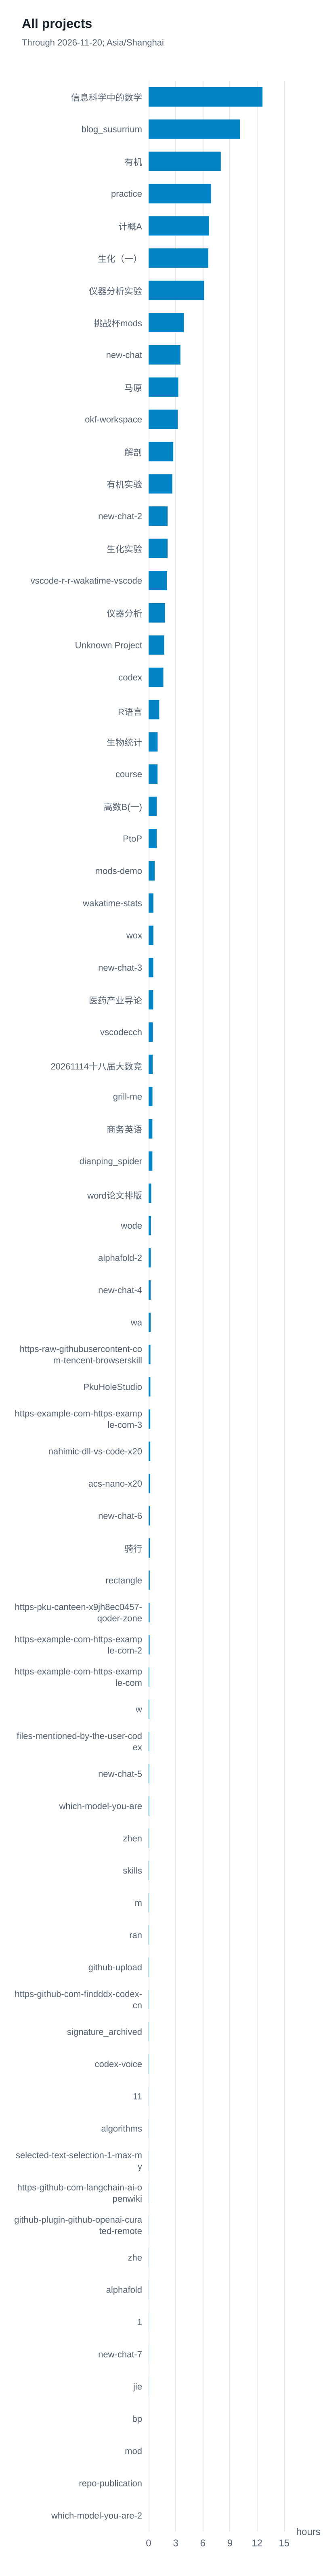 All projects
Through 2026-11-20; Asia/Shanghai
信息科学中的数学
blog_susurrium
有机
practice
计概A
生化（一）
仪器分析实验
挑战杯mods
new-chat
马原
okf-workspace
解剖
有机实验
new-chat-2
生化实验
vscode-r-r-wakatime-vscode
仪器分析
Unknown Project
codex
R语言
生物统计
course
高数B(一)
PtoP
mods-demo
wakatime-stats
wox
new-chat-3
医药产业导论
vscodecch
20261114十八届大数竞
grill-me
商务英语
dianping_spider
word论文排版
wode
alphafold-2
new-chat-4
wa
https-raw-githubusercontent-co
m-tencent-browserskill
PkuHoleStudio
https-example-com-https-examp
le-com-3
nahimic-dll-vs-code-x20
acs-nano-x20
new-chat-6
骑行
rectangle
https-pku-canteen-x9jh8ec0457-
qoder-zone
https-example-com-https-examp
le-com-2
https-example-com-https-examp
le-com
w
files-mentioned-by-the-user-cod
ex
new-chat-5
which-model-you-are
zhen
skills
m
ran
github-upload
https-github-com-findddx-codex-
cn
signature_archived
codex-voice
11
algorithms
selected-text-selection-1-max-m
y
https-github-com-langchain-ai-o
penwiki
github-plugin-github-openai-cura
ted-remote
zhe
alphafold
1
new-chat-7
jie
bp
mod
repo-publication
which-model-you-are-2
hours
0 3 6 9 12 15